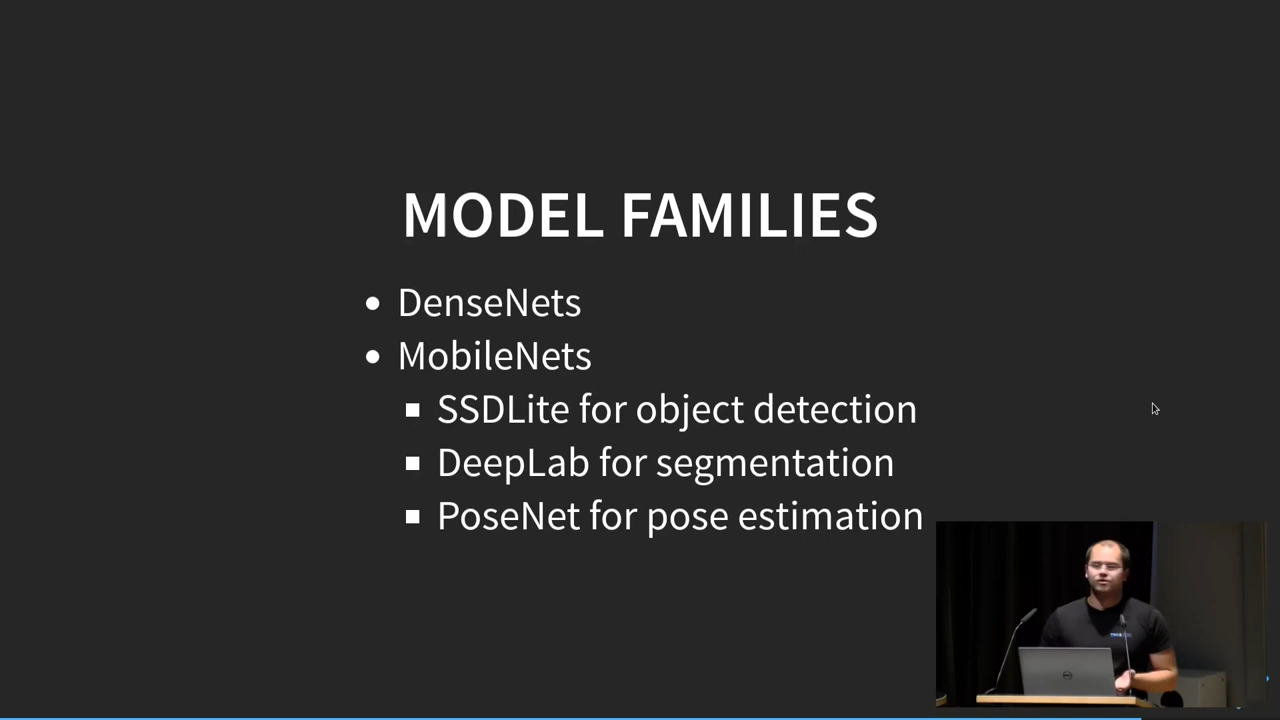 MODEL FAMILIES
DenseNets
MobileNets
SSDLite for object detection
DeepLab for segmentation
PoseNet for pose estimation